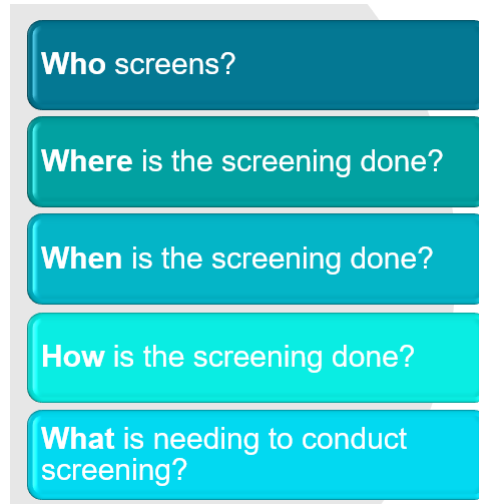 Who screens?
Where is the screening done?
When is the screening done?
How is the screening done?
What is needing to conduct
screening?